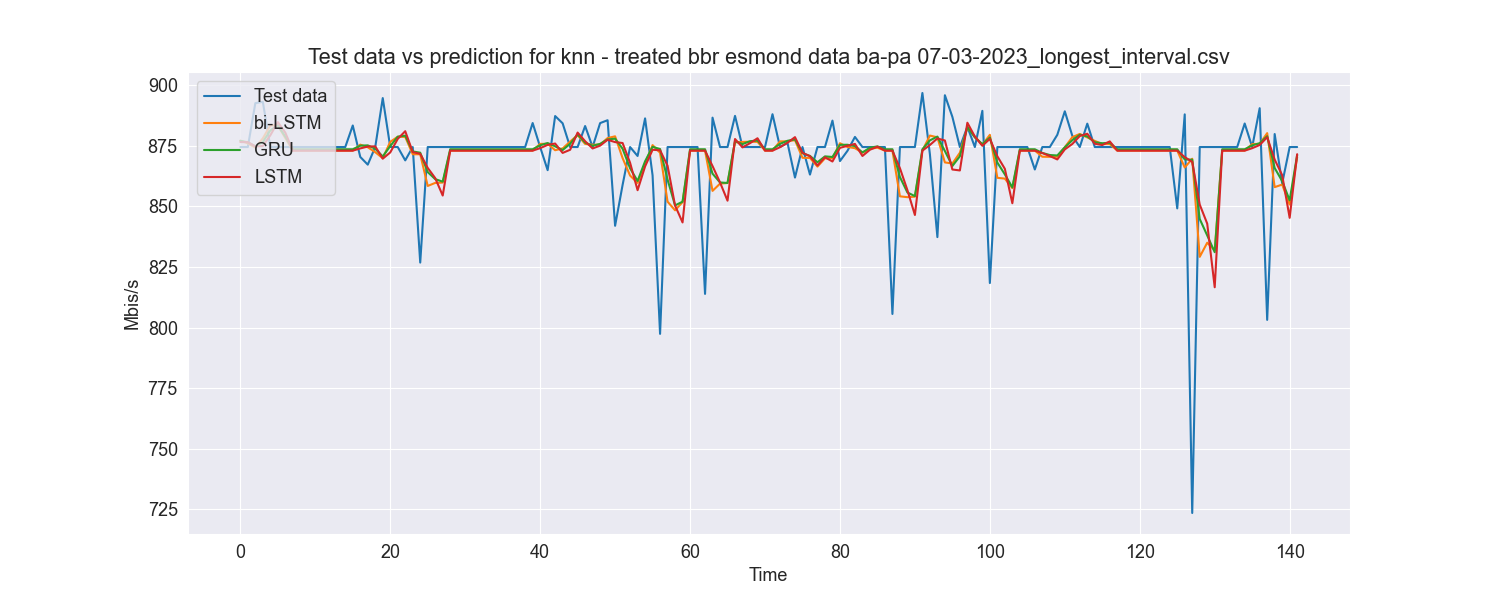 Test data vs prediction for knn - treated bbr esmond data ba-pa 07-03-2023_longest_interval.csv
900
875
850
825
800
775
750
725
Mbis/s
Test data
bi-LSTM
GRU
LSTM
0 20 40 60 80 100 120 140
Time